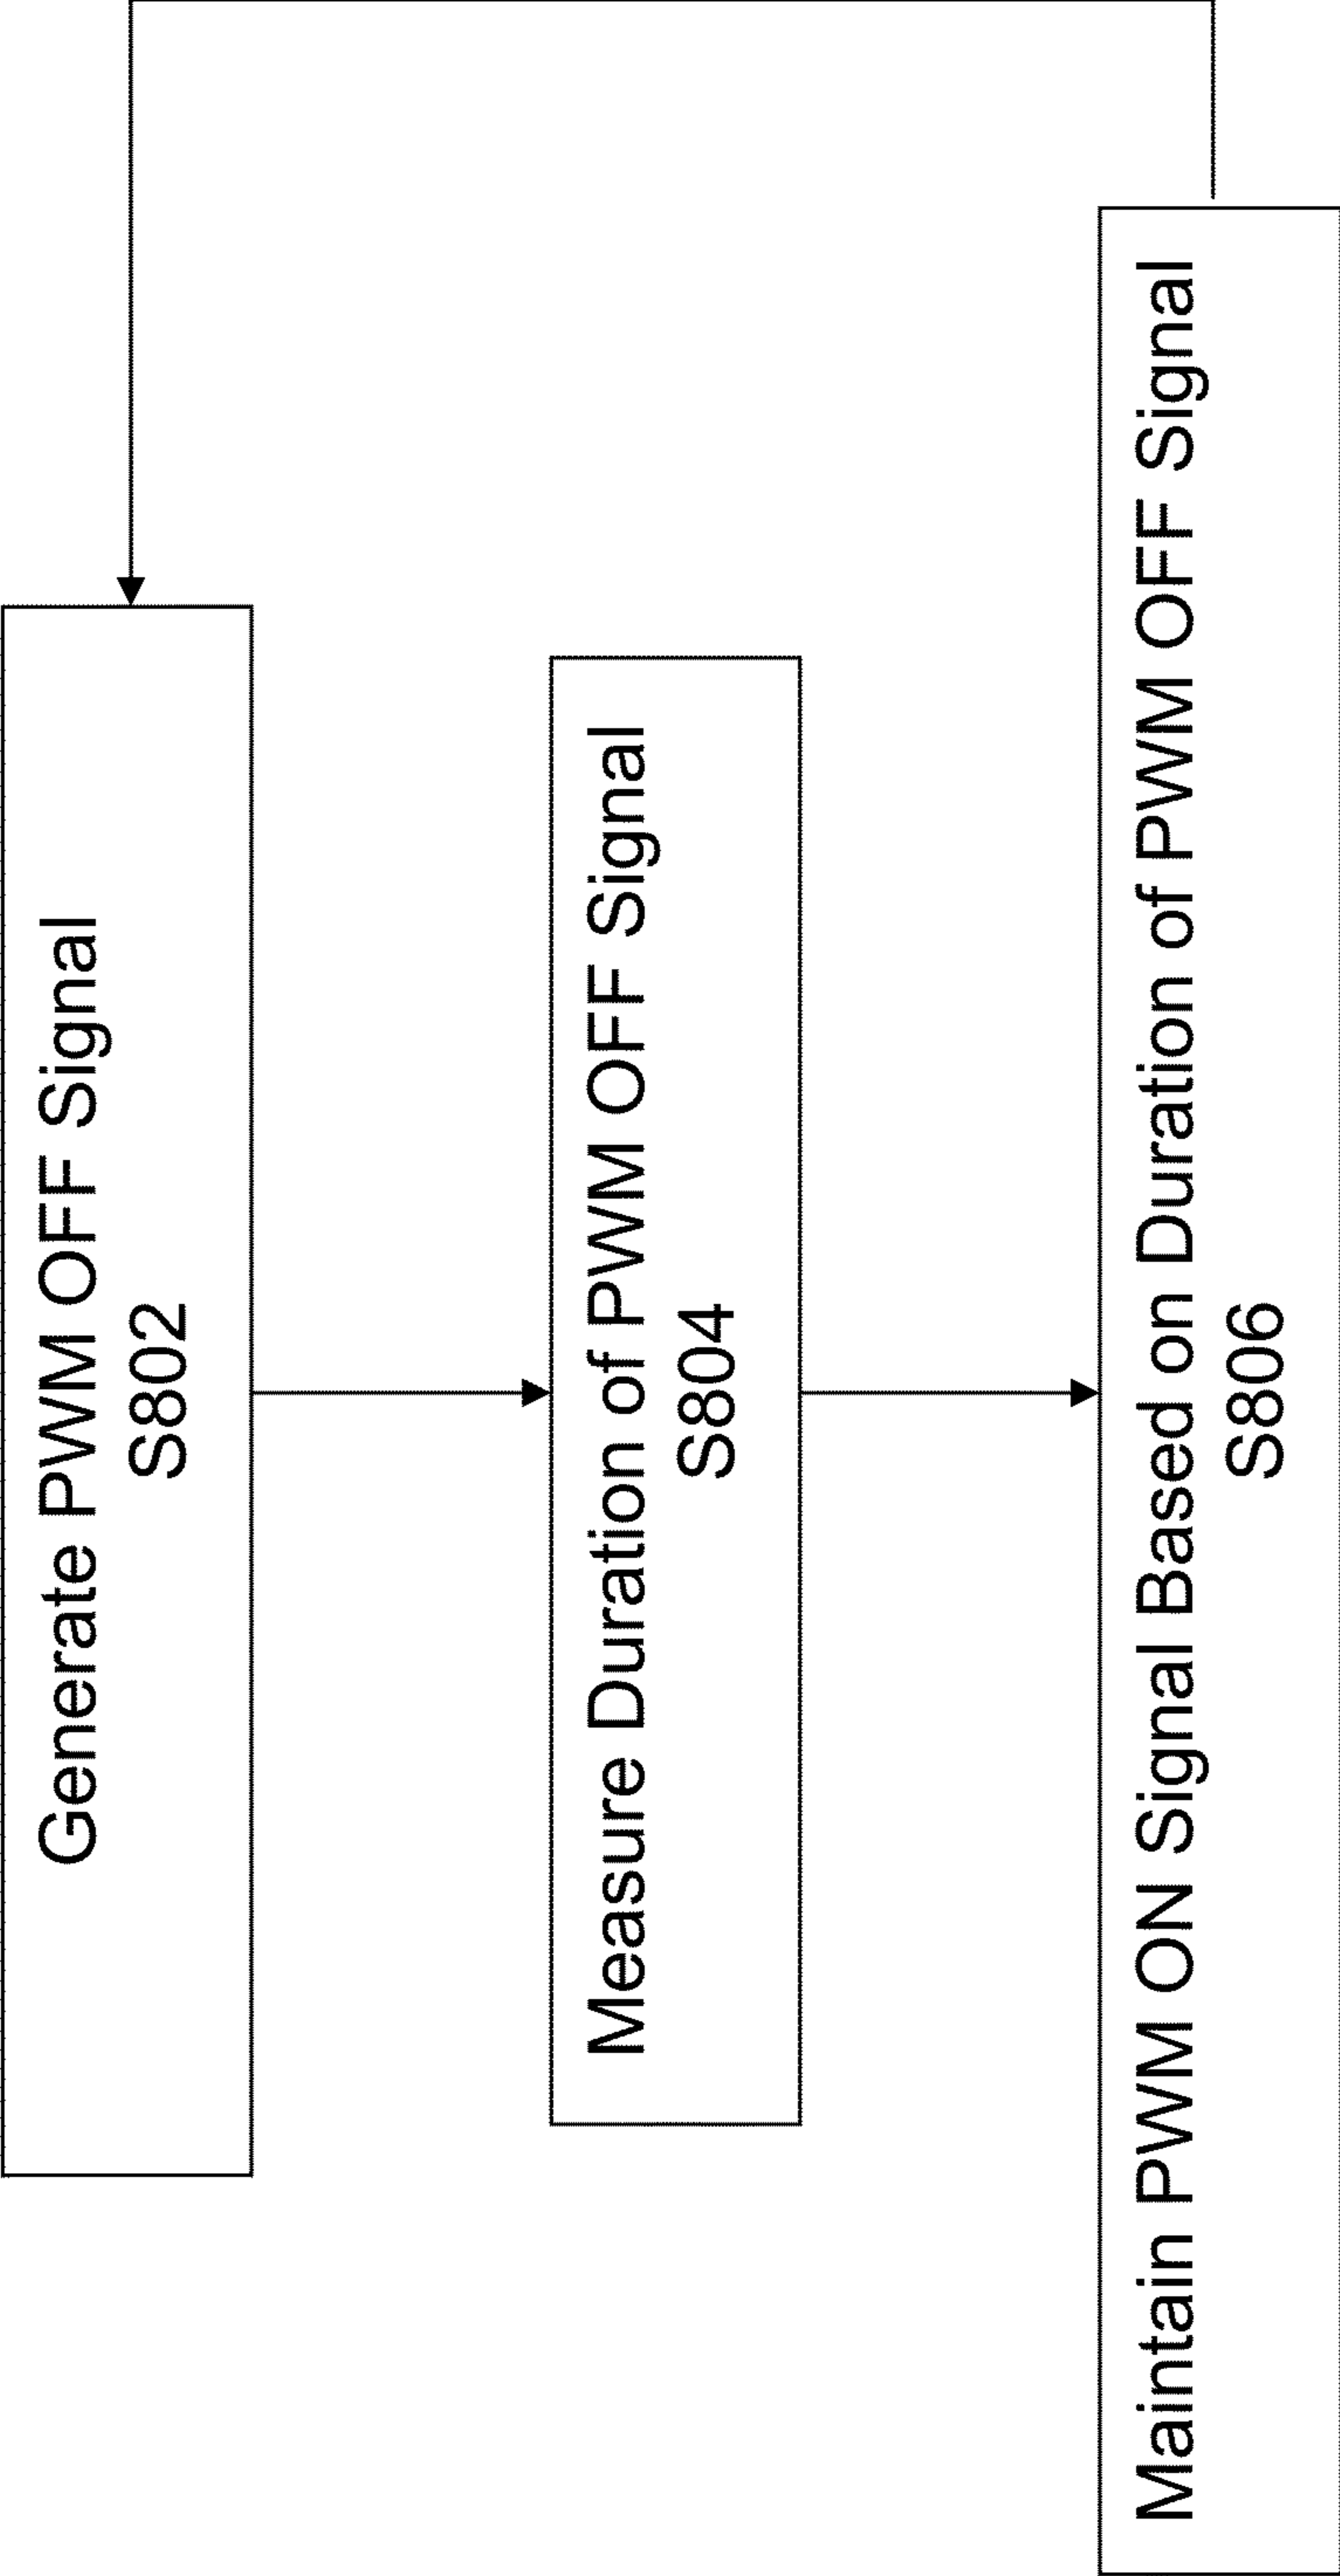 Generate PWM OFF Signal
S802
Measure Duration of PWM OFF Signal
S804
Maintain PWM ON Signal Based on Duration of PWM OFF Signal
S806